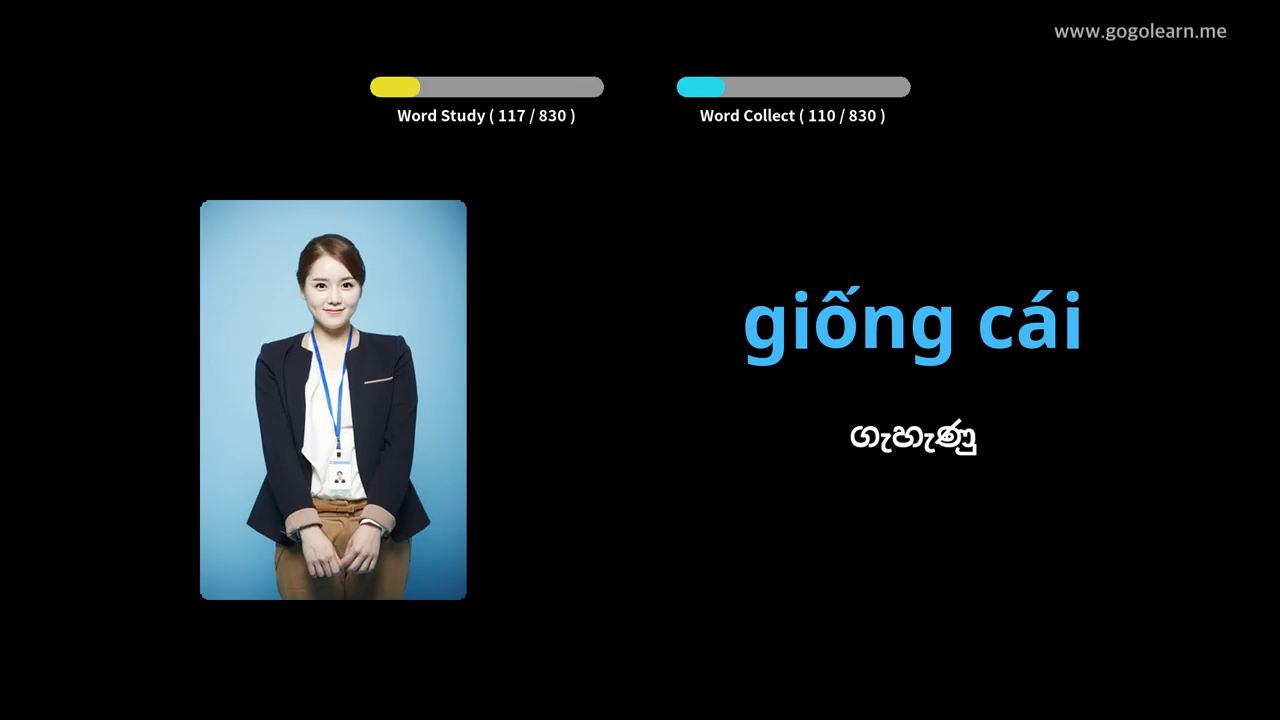 www.gogolearn.me
Word Study ( 117 / 830 )
Word Collect ( 110 / 830 )
giống cái
ගැහැණු